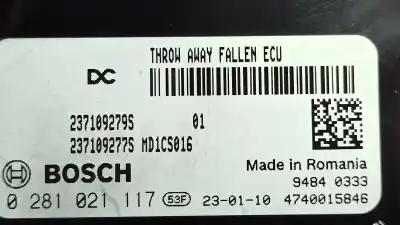 THROW AWAY FALLEN ECU
DC
237109279S 01
237109277S MD1CS016
BOSCH
Made in Romania
9484 0333
0 281 021 117 53F 23-01-10 4740015846